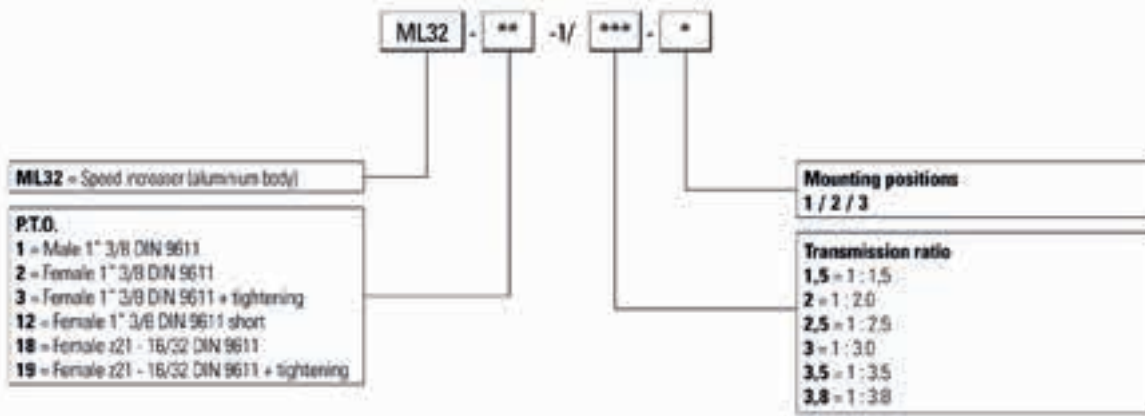 ML32 - ** -1/ *** - *
ML32 = Speed increaser (aluminium body)
P.T.O.
1 = Male 1" 3/8 DIN 9611
2 = Female 1" 3/8 DIN 9611
3 = Female 1" 3/8 DIN 9611 + tightening
12 = Female 1" 3/8 DIN 9611 short
18 = Female z21 - 16/32 DIN 9611
19 = Female z21 - 16/32 DIN 9611 + tightening
Mounting positions
1 / 2 / 3
Transmission ratio
1,5 = 1 : 1,5
2 = 1 : 2.0
2,5 = 1 : 2.5
3 = 1 : 3.0
3,5 = 1 : 3.5
3,8 = 1 : 3.8